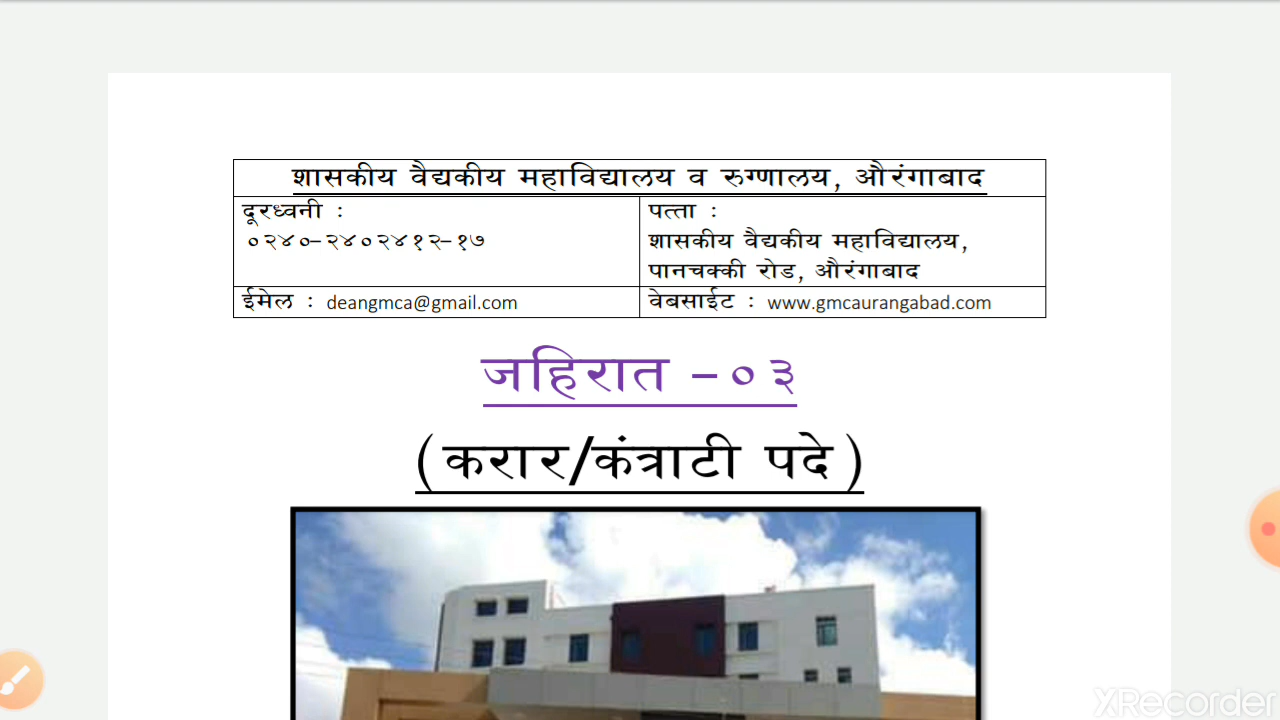 शासकीय वैद्यकीय महाविद्यालय व रुग्णालय, औरंगाबाद
दूरध्वनी :
०२४०-२४०२४१२-१७
पत्ता :
शासकीय वैद्यकीय महाविद्यालय,
पानचक्की रोड, औरंगाबाद
ईमेल : deangmca@gmail.com
वेबसाईट : www.gmcaurangabad.com
जहिरात -०३
(करार/कंत्राटी पदे)
XRecorder